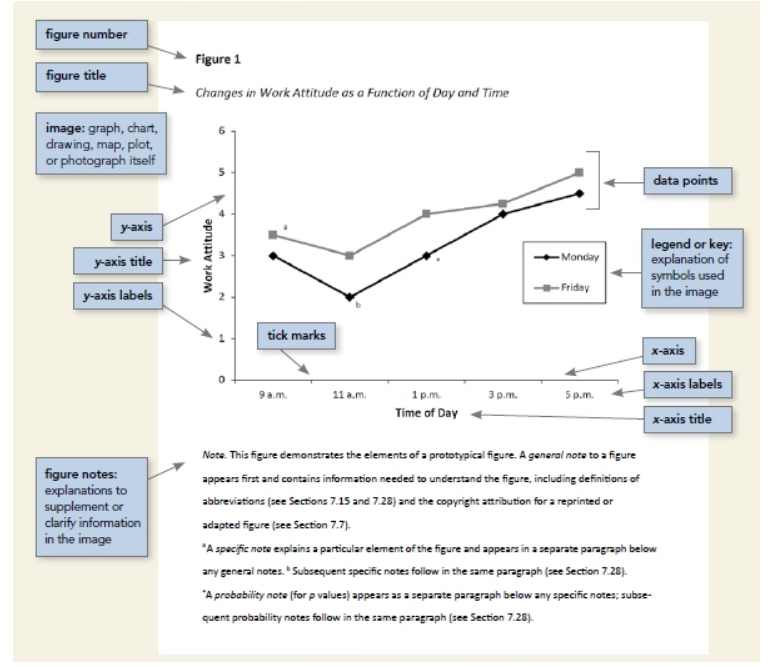 figure number
Figure 1
figure title
Changes in Work Attitude as a Function of Day and Time
image: graph, chart,
drawing, map, plot,
or photograph itself
6
5
4
3
2
1
0
y-axis
y-axis title
y-axis labels
Work Attitude
a
b
*
tick marks
data points
Monday
Friday
legend or key:
explanation of
symbols used
in the image
9 a.m.
11 a.m.
1 p.m.
3 p.m.
5 p.m.
Time of Day
x-axis
x-axis labels
x-axis title
figure notes:
explanations to
supplement or
clarify information
in the image
Note. This figure demonstrates the elements of a prototypical figure. A general note to a figure
appears first and contains information needed to understand the figure, including definitions of
abbreviations (see Sections 7.15 and 7.28) and the copyright attribution for a reprinted or
adapted figure (see Section 7.7).
ᵃA specific note explains a particular element of the figure and appears in a separate paragraph below
any general notes. ᵇ Subsequent specific notes follow in the same paragraph (see Section 7.28).
*A probability note (for p values) appears as a separate paragraph below any specific notes; subse-
quent probability notes follow in the same paragraph (see Section 7.28).